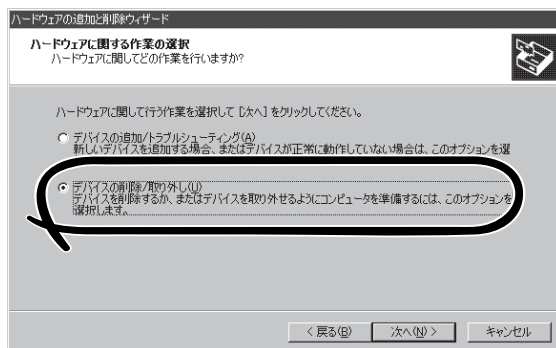 ハードウェアの追加と削除ウィザード
ハードウェアに関する作業の選択
ハードウェアに関してどの作業を行いますか?
ハードウェアに関して行う作業を選択して [次へ] をクリックしてください。
デバイスの追加/トラブルシューティング(A)
新しいデバイスを追加する場合、またはデバイスが正常に動作していない場合は、このオプションを選
デバイスの削除/取り外し(U)
デバイスを削除するか、またはデバイスを取り外せるようにコンピュータを準備するには、このオプションを
選択します。
< 戻る(B) 次へ(N) > キャンセル